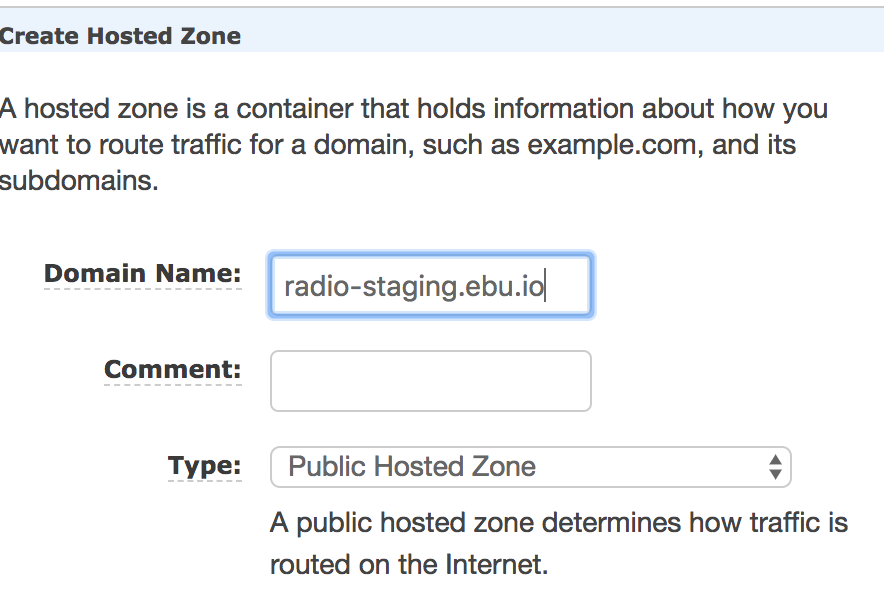 Create Hosted Zone
A hosted zone is a container that holds information about how you
want to route traffic for a domain, such as example.com, and its
subdomains.
Domain Name: radio-staging.ebu.io
Comment:
Type: Public Hosted Zone
A public hosted zone determines how traffic is
routed on the Internet.